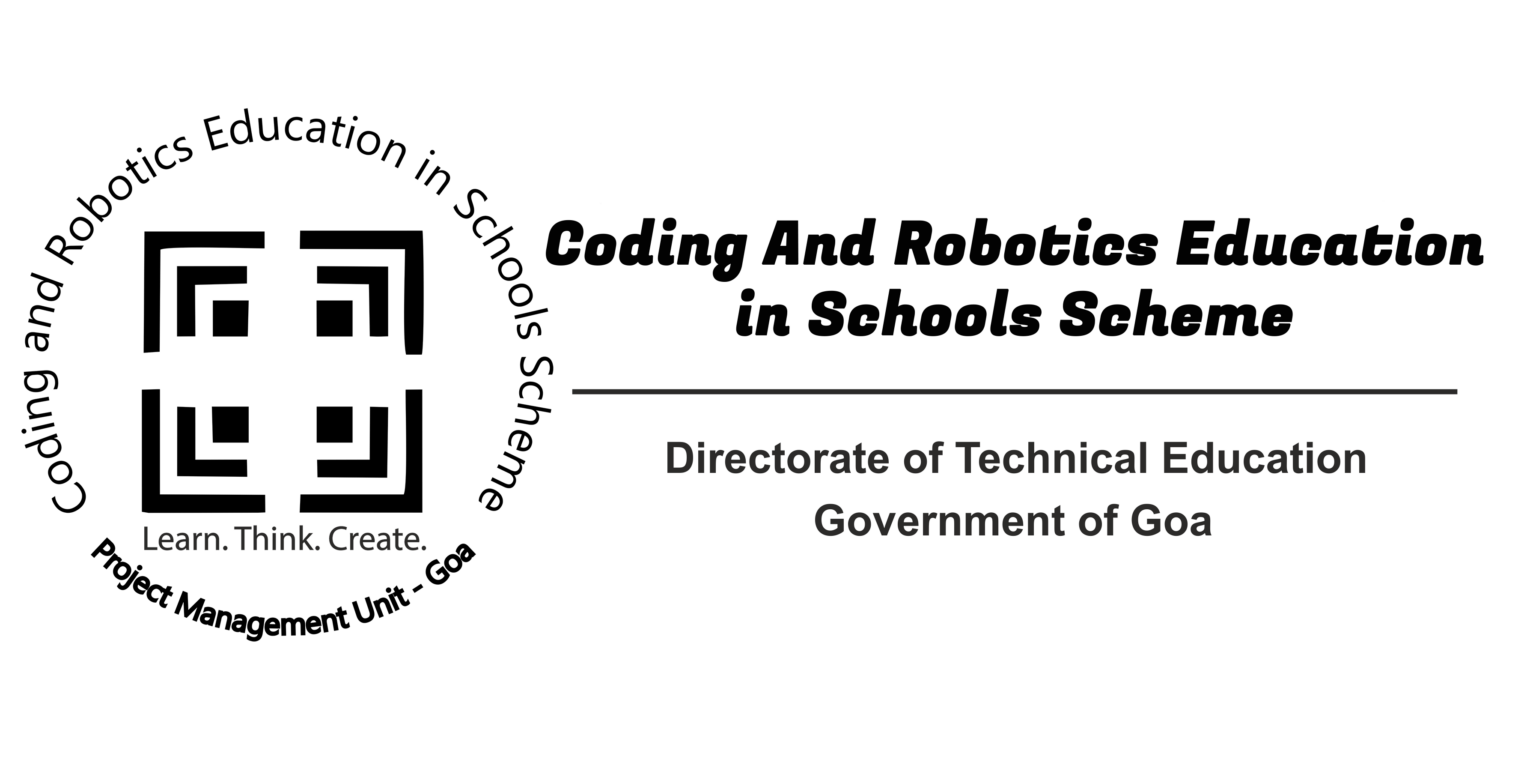 Coding and Robotics Education in Schools Scheme
Learn. Think. Create.
Project Management Unit - Goa
Coding And Robotics Education
in Schools Scheme
Directorate of Technical Education
Government of Goa